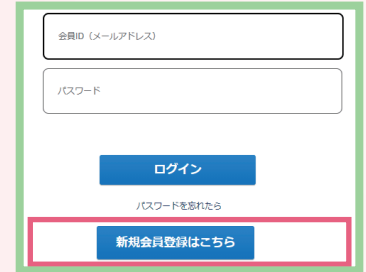 会員ID（メールアドレス）
パスワード
ログイン
パスワードを忘れたら
新規会員登録はこちら